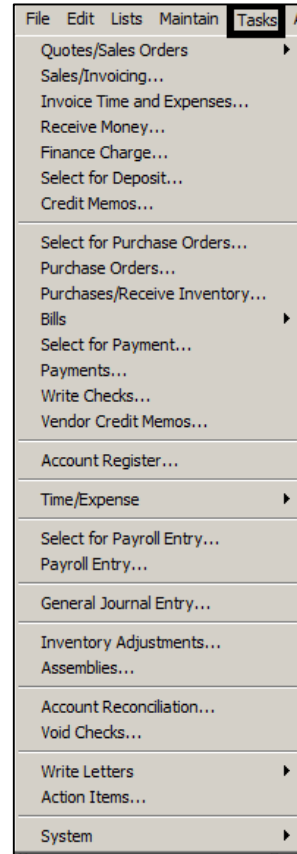 File Edit Lists Maintain Tasks
Quotes/Sales Orders
Sales/Invoicing...
Invoice Time and Expenses...
Receive Money...
Finance Charge...
Select for Deposit...
Credit Memos...
Select for Purchase Orders...
Purchase Orders...
Purchases/Receive Inventory...
Bills
Select for Payment...
Payments...
Write Checks...
Vendor Credit Memos...
Account Register...
Time/Expense
Select for Payroll Entry...
Payroll Entry...
General Journal Entry...
Inventory Adjustments...
Assemblies...
Account Reconciliation...
Void Checks...
Write Letters
Action Items...
System